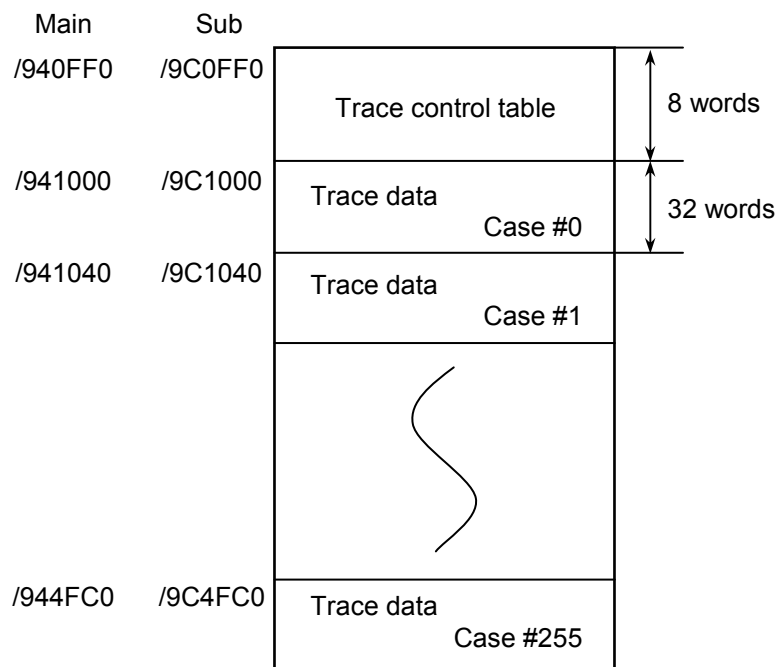 Main Sub
/940FF0 /9C0FF0
Trace control table
8 words
/941000 /9C1000
Trace data
Case #0
32 words
/941040 /9C1040
Trace data
Case #1
/944FC0 /9C4FC0
Trace data
Case #255